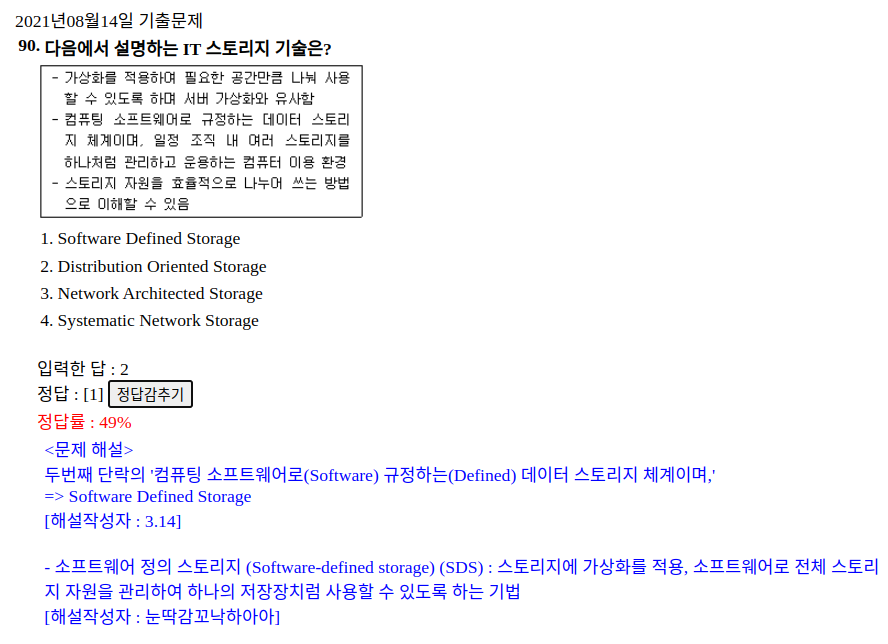 2021년08월14일 기출문제
90. 다음에서 설명하는 IT 스토리지 기술은?
- 가상화를 적용하여 필요한 공간만큼 나눠 사용
할 수 있도록 하며 서버 가상화와 유사함
- 컴퓨팅 소프트웨어로 규정하는 데이터 스토리
지 체계이며, 일정 조직 내 여러 스토리지를
하나처럼 관리하고 운용하는 컴퓨터 이용 환경
- 스토리지 자원을 효율적으로 나누어 쓰는 방법
으로 이해할 수 있음
1. Software Defined Storage
2. Distribution Oriented Storage
3. Network Architected Storage
4. Systematic Network Storage
입력한 답 : 2
정답 : [1] 정답감추기
정답률 : 49%
<문제 해설>
두번째 단락의 '컴퓨팅 소프트웨어로(Software) 규정하는(Defined) 데이터 스토리지 체계이며,'
=> Software Defined Storage
[해설작성자 : 3.14]
- 소프트웨어 정의 스토리지 (Software-defined storage) (SDS) : 스토리지에 가상화를 적용, 소프트웨어로 전체 스토리
지 자원을 관리하여 하나의 저장장치럼 사용할 수 있도록 하는 기법
[해설작성자 : 눈딱감꼬낙하아아]